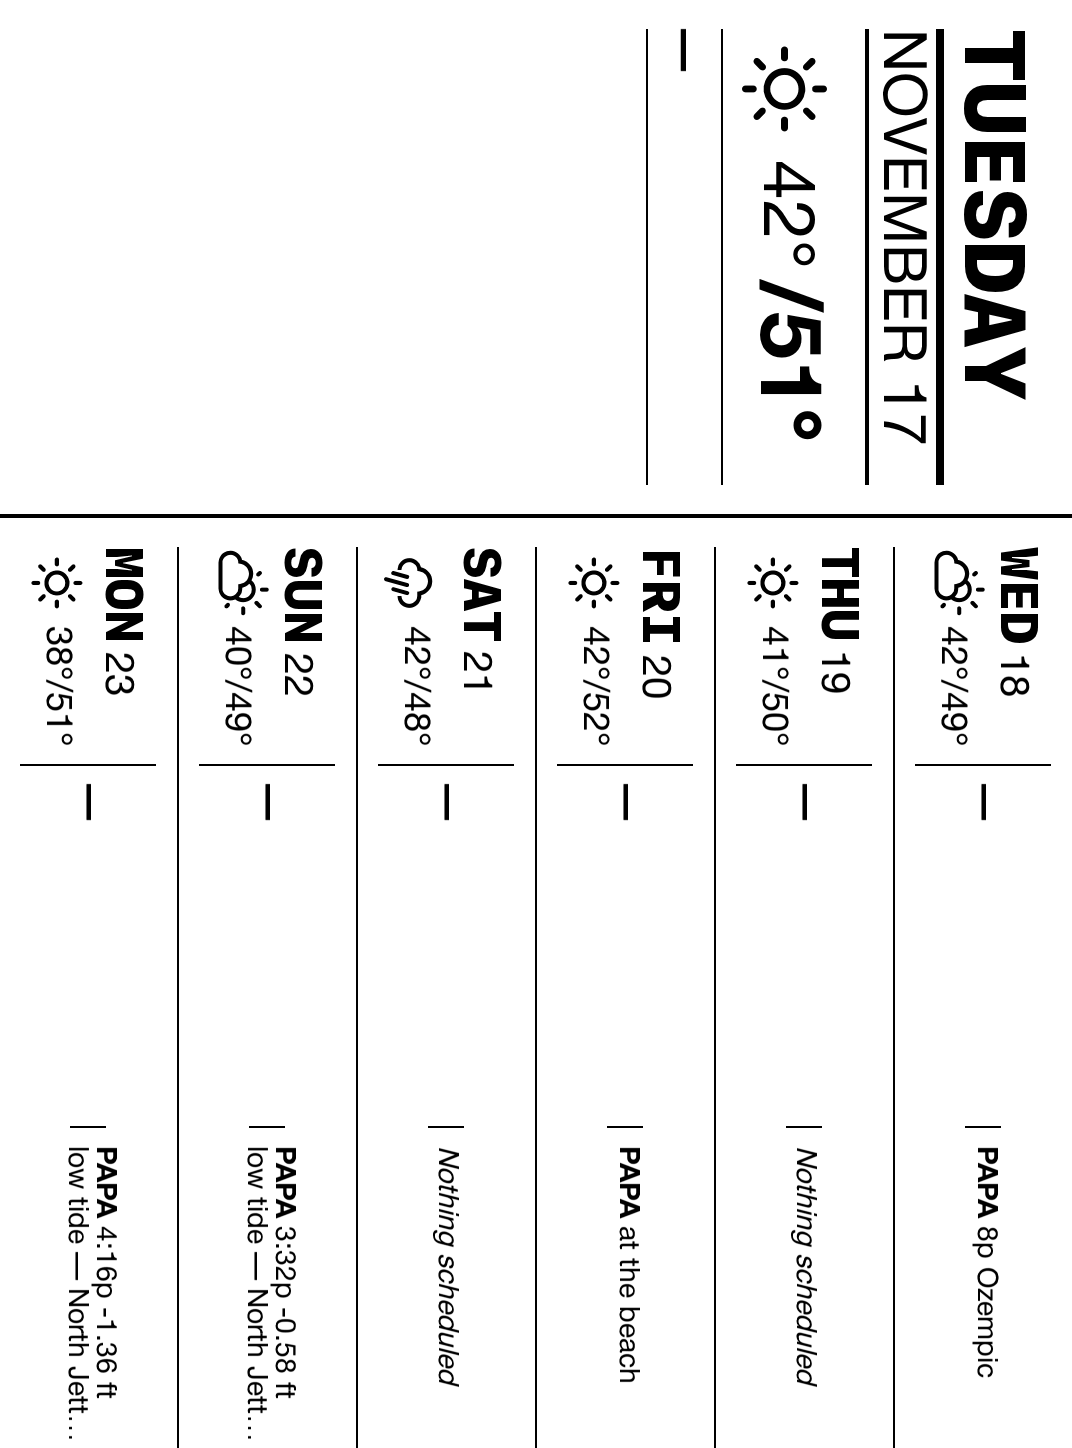 TUESDAY
NOVEMBER 17
42°/51°
—
WED 18
42°/49°
—
PAPA 8p Ozempic
THU 19
41°/50°
—
Nothing scheduled
FRI 20
42°/52°
—
PAPA at the beach
SAT 21
42°/48°
—
Nothing scheduled
SUN 22
40°/49°
—
PAPA 3:32p -0.58 ft
low tide — North Jett…
MON 23
38°/51°
—
PAPA 4:16p -1.36 ft
low tide — North Jett…